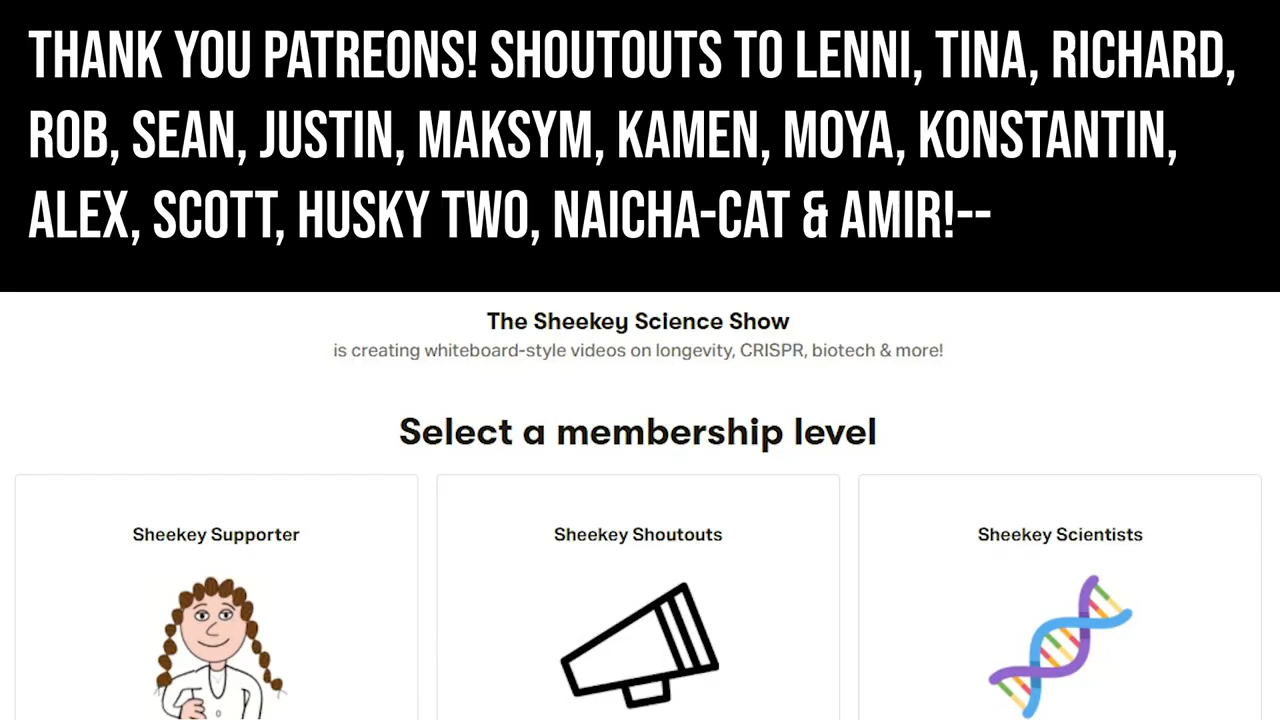 THANK YOU PATREONS! SHOUTOUTS TO LENNI, TINA, RICHARD,
ROB, SEAN, JUSTIN, MAKSYM, KAMEN, MOYA, KONSTANTIN,
ALEX, SCOTT, HUSKY TWO, NAICHA-CAT & AMIR!--
The Sheekey Science Show
is creating whiteboard-style videos on longevity, CRISPR, biotech & more!
Select a membership level
Sheekey Supporter
Sheekey Shoutouts
Sheekey Scientists